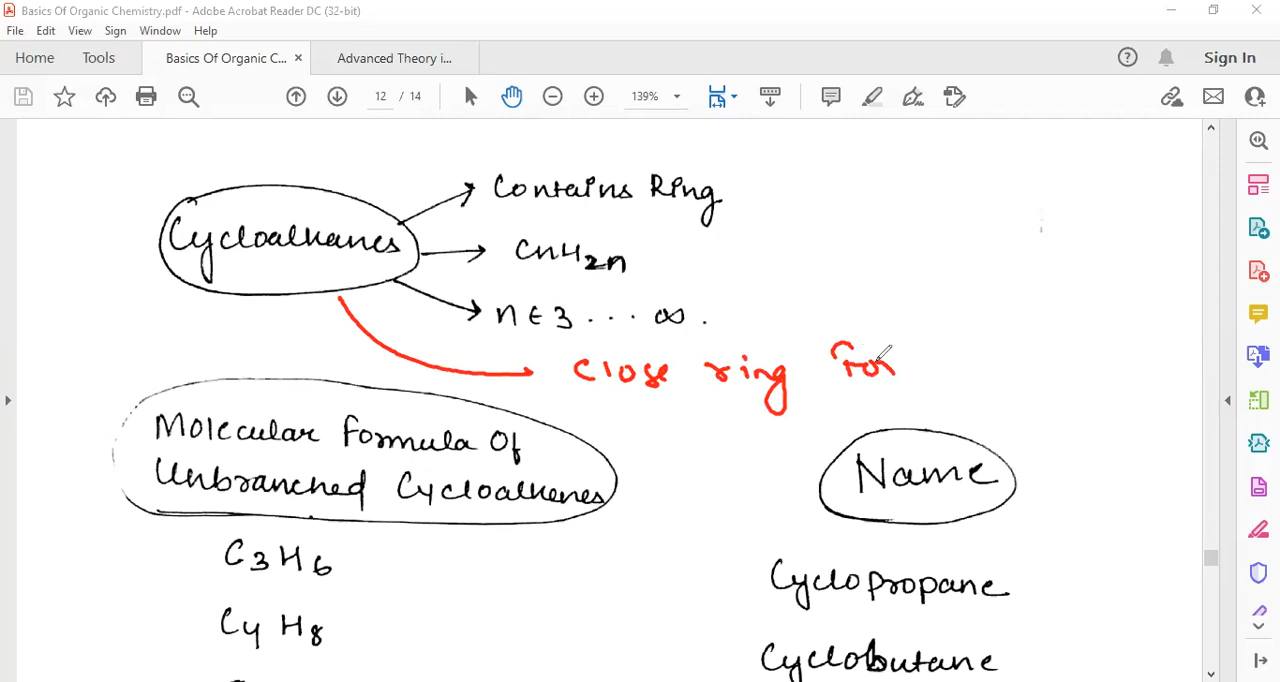 Basics Of Organic Chemistry.pdf - Adobe Acrobat Reader DC (32-bit)
File Edit View Sign Window Help
Home Tools Basics Of Organic C... × Advanced Theory i... Sign In
12 / 14 139%
Contains Ring
Cycloalkanes
CnH2n
n ∈ 3 ... ∞ .
Close ring for
Molecular Formula Of
Unbranched Cycloalkenes
Name
C3H6
Cyclopropane
C4H8
Cyclobutane